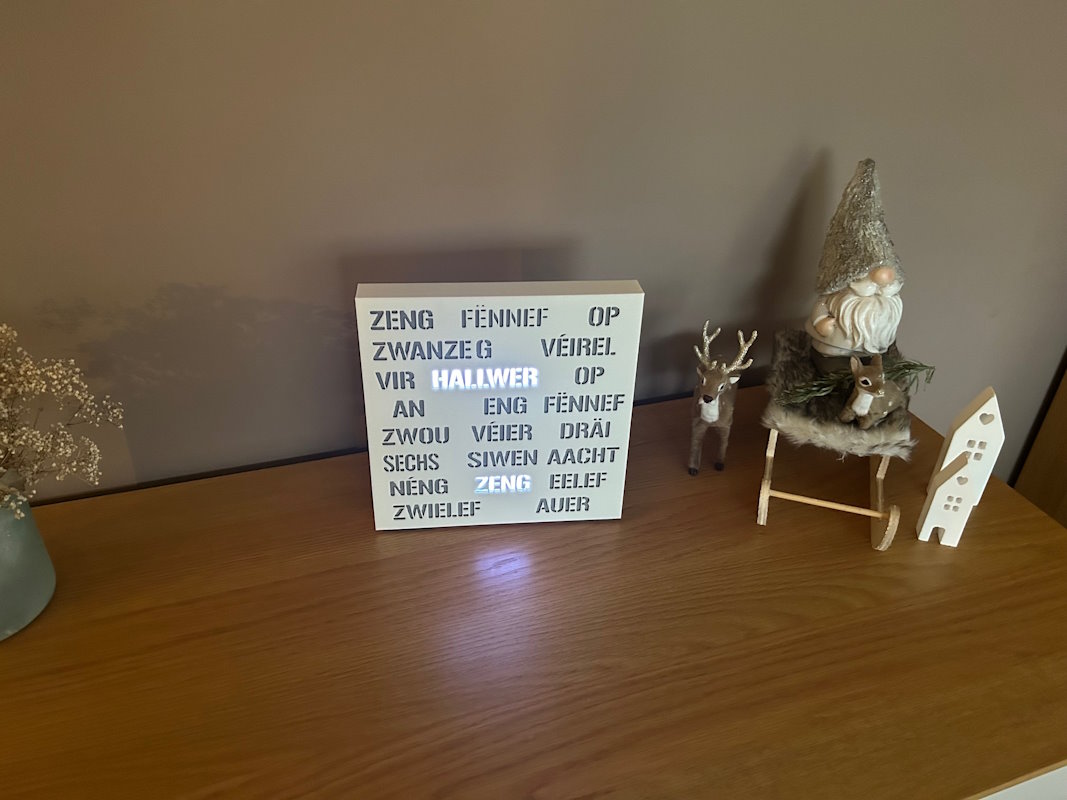 ZENG FËNNEF OP
ZWANZEG VÉIREL
VIR HALLWER OP
AN ENG FËNNEF
ZWOU VÉIER DRÄI
SECHS SIWEN AACHT
NÉNG ZENG EELEF
ZWIELEF AUER